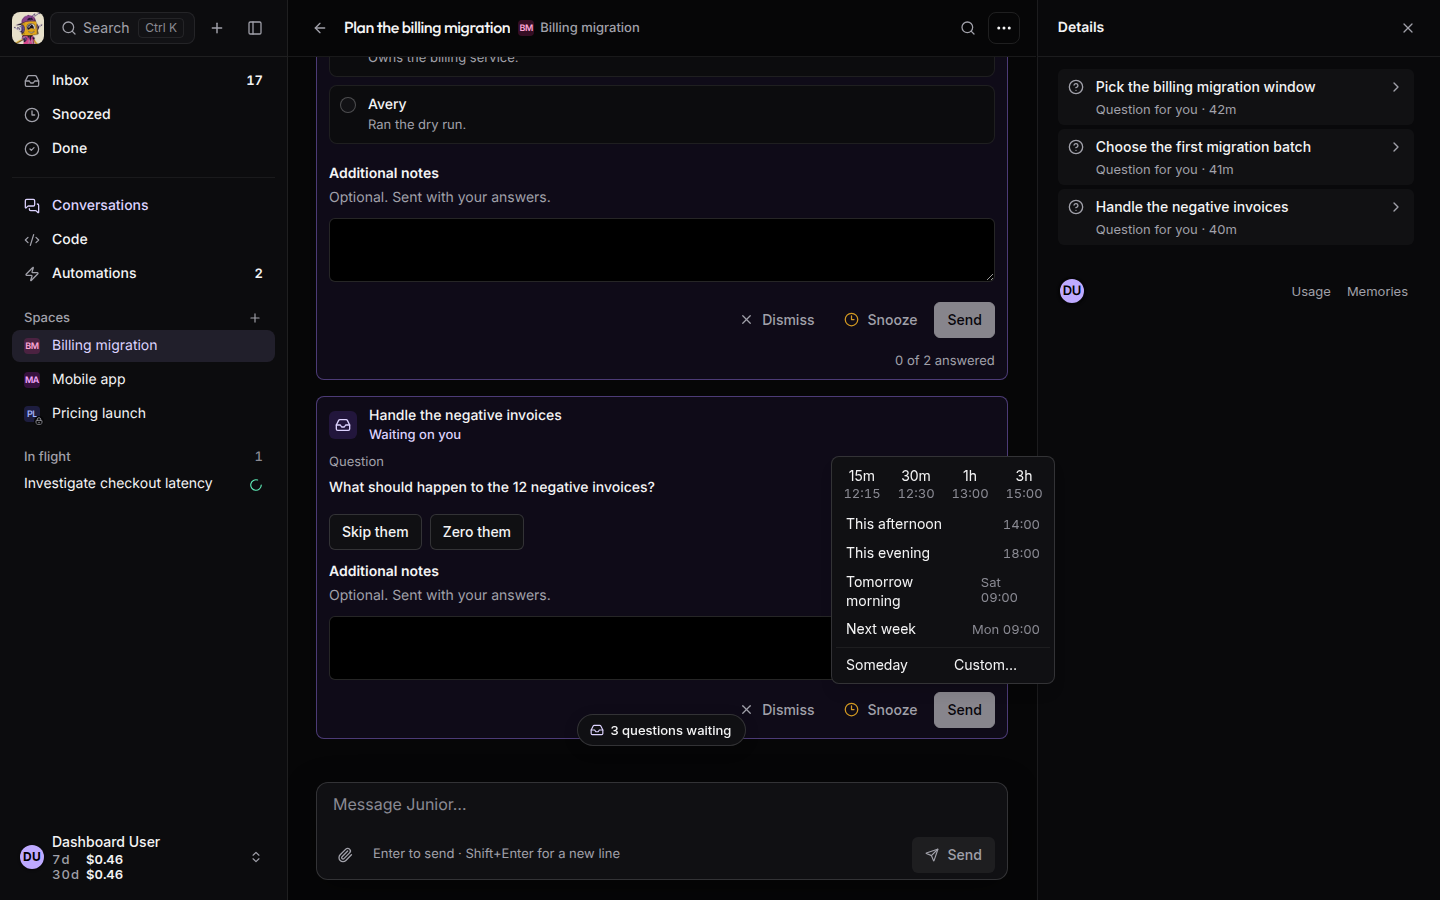 Search
Ctrl K
Inbox
17
Snoozed
Done
Conversations
Code
Automations
2
Spaces
BM
Billing migration
MA
Mobile app
PL
Pricing launch
In flight
1
Investigate checkout latency
DU
Dashboard User
7d $0.46
30d $0.46
Plan the billing migration
BM
Billing migration
Owns the billing service.
Avery
Ran the dry run.
Additional notes
Optional. Sent with your answers.
Dismiss
Snooze
Send
0 of 2 answered
Handle the negative invoices
Waiting on you
Question
What should happen to the 12 negative invoices?
Skip them
Zero them
Additional notes
Optional. Sent with your answers.
15m 30m 1h 3h
12:15 12:30 13:00 15:00
This afternoon 14:00
This evening 18:00
Tomorrow morning
Sat 09:00
Next week Mon 09:00
Someday Custom...
Dismiss
Snooze
Send
3 questions waiting
Message Junior...
Enter to send · Shift+Enter for a new line
Send
Details
Pick the billing migration window
Question for you · 42m
Choose the first migration batch
Question for you · 41m
Handle the negative invoices
Question for you · 40m
DU
Usage
Memories